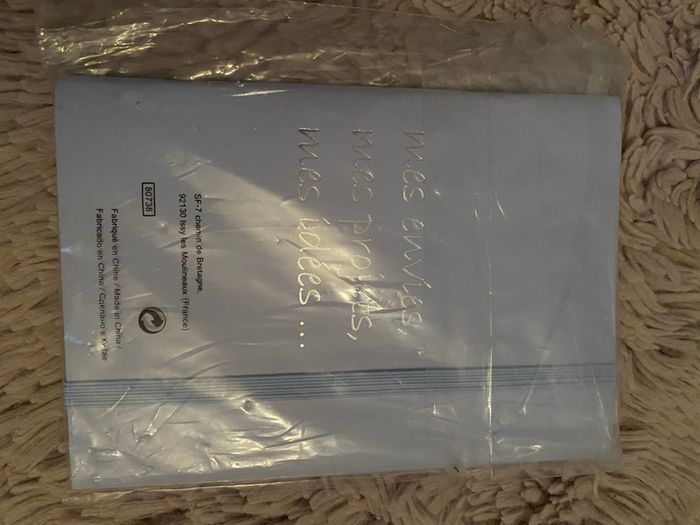 mes envies,
mes projets,
mes idées ...
SF-7 chemin de Bretagne,
92130 Issy les Moulineaux (France)
80738
Fabriqué en Chine / Made in China /
Fabricado en China / Сделано в Китае